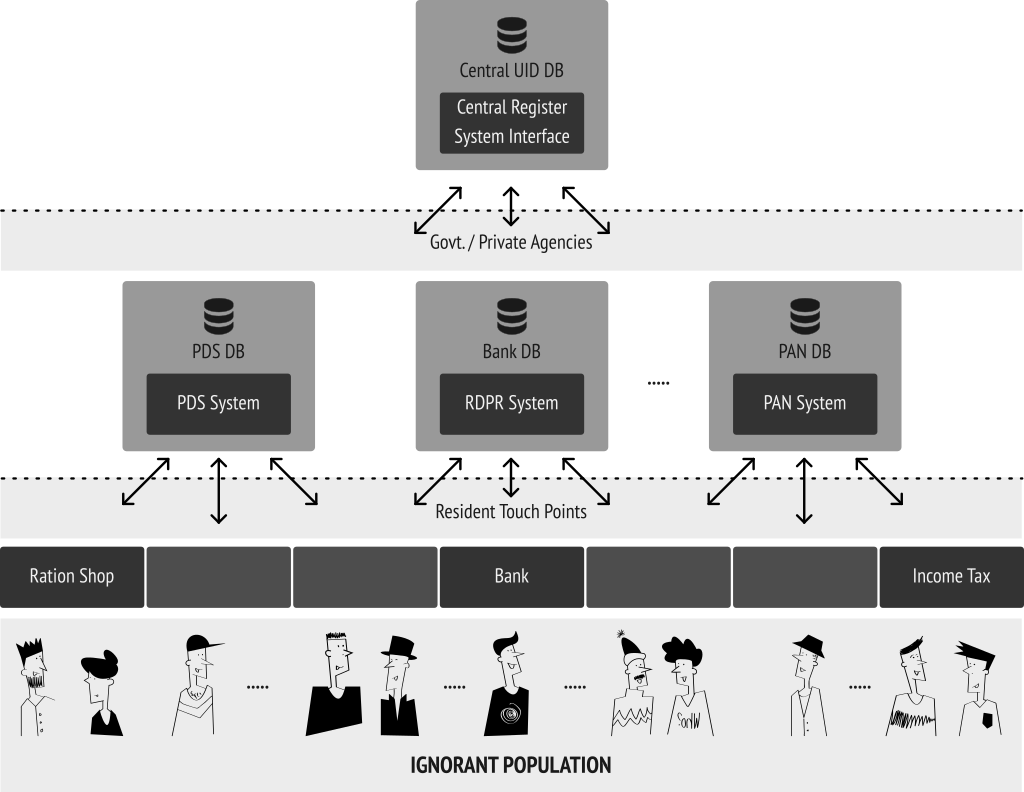 Central UID DB
Central Register
System Interface
Govt. / Private Agencies
PDS DB
Bank DB
PAN DB
PDS System
RDPR System
.....
PAN System
Resident Touch Points
Ration Shop
Bank
Income Tax
.....
.....
.....
.....
IGNORANT POPULATION